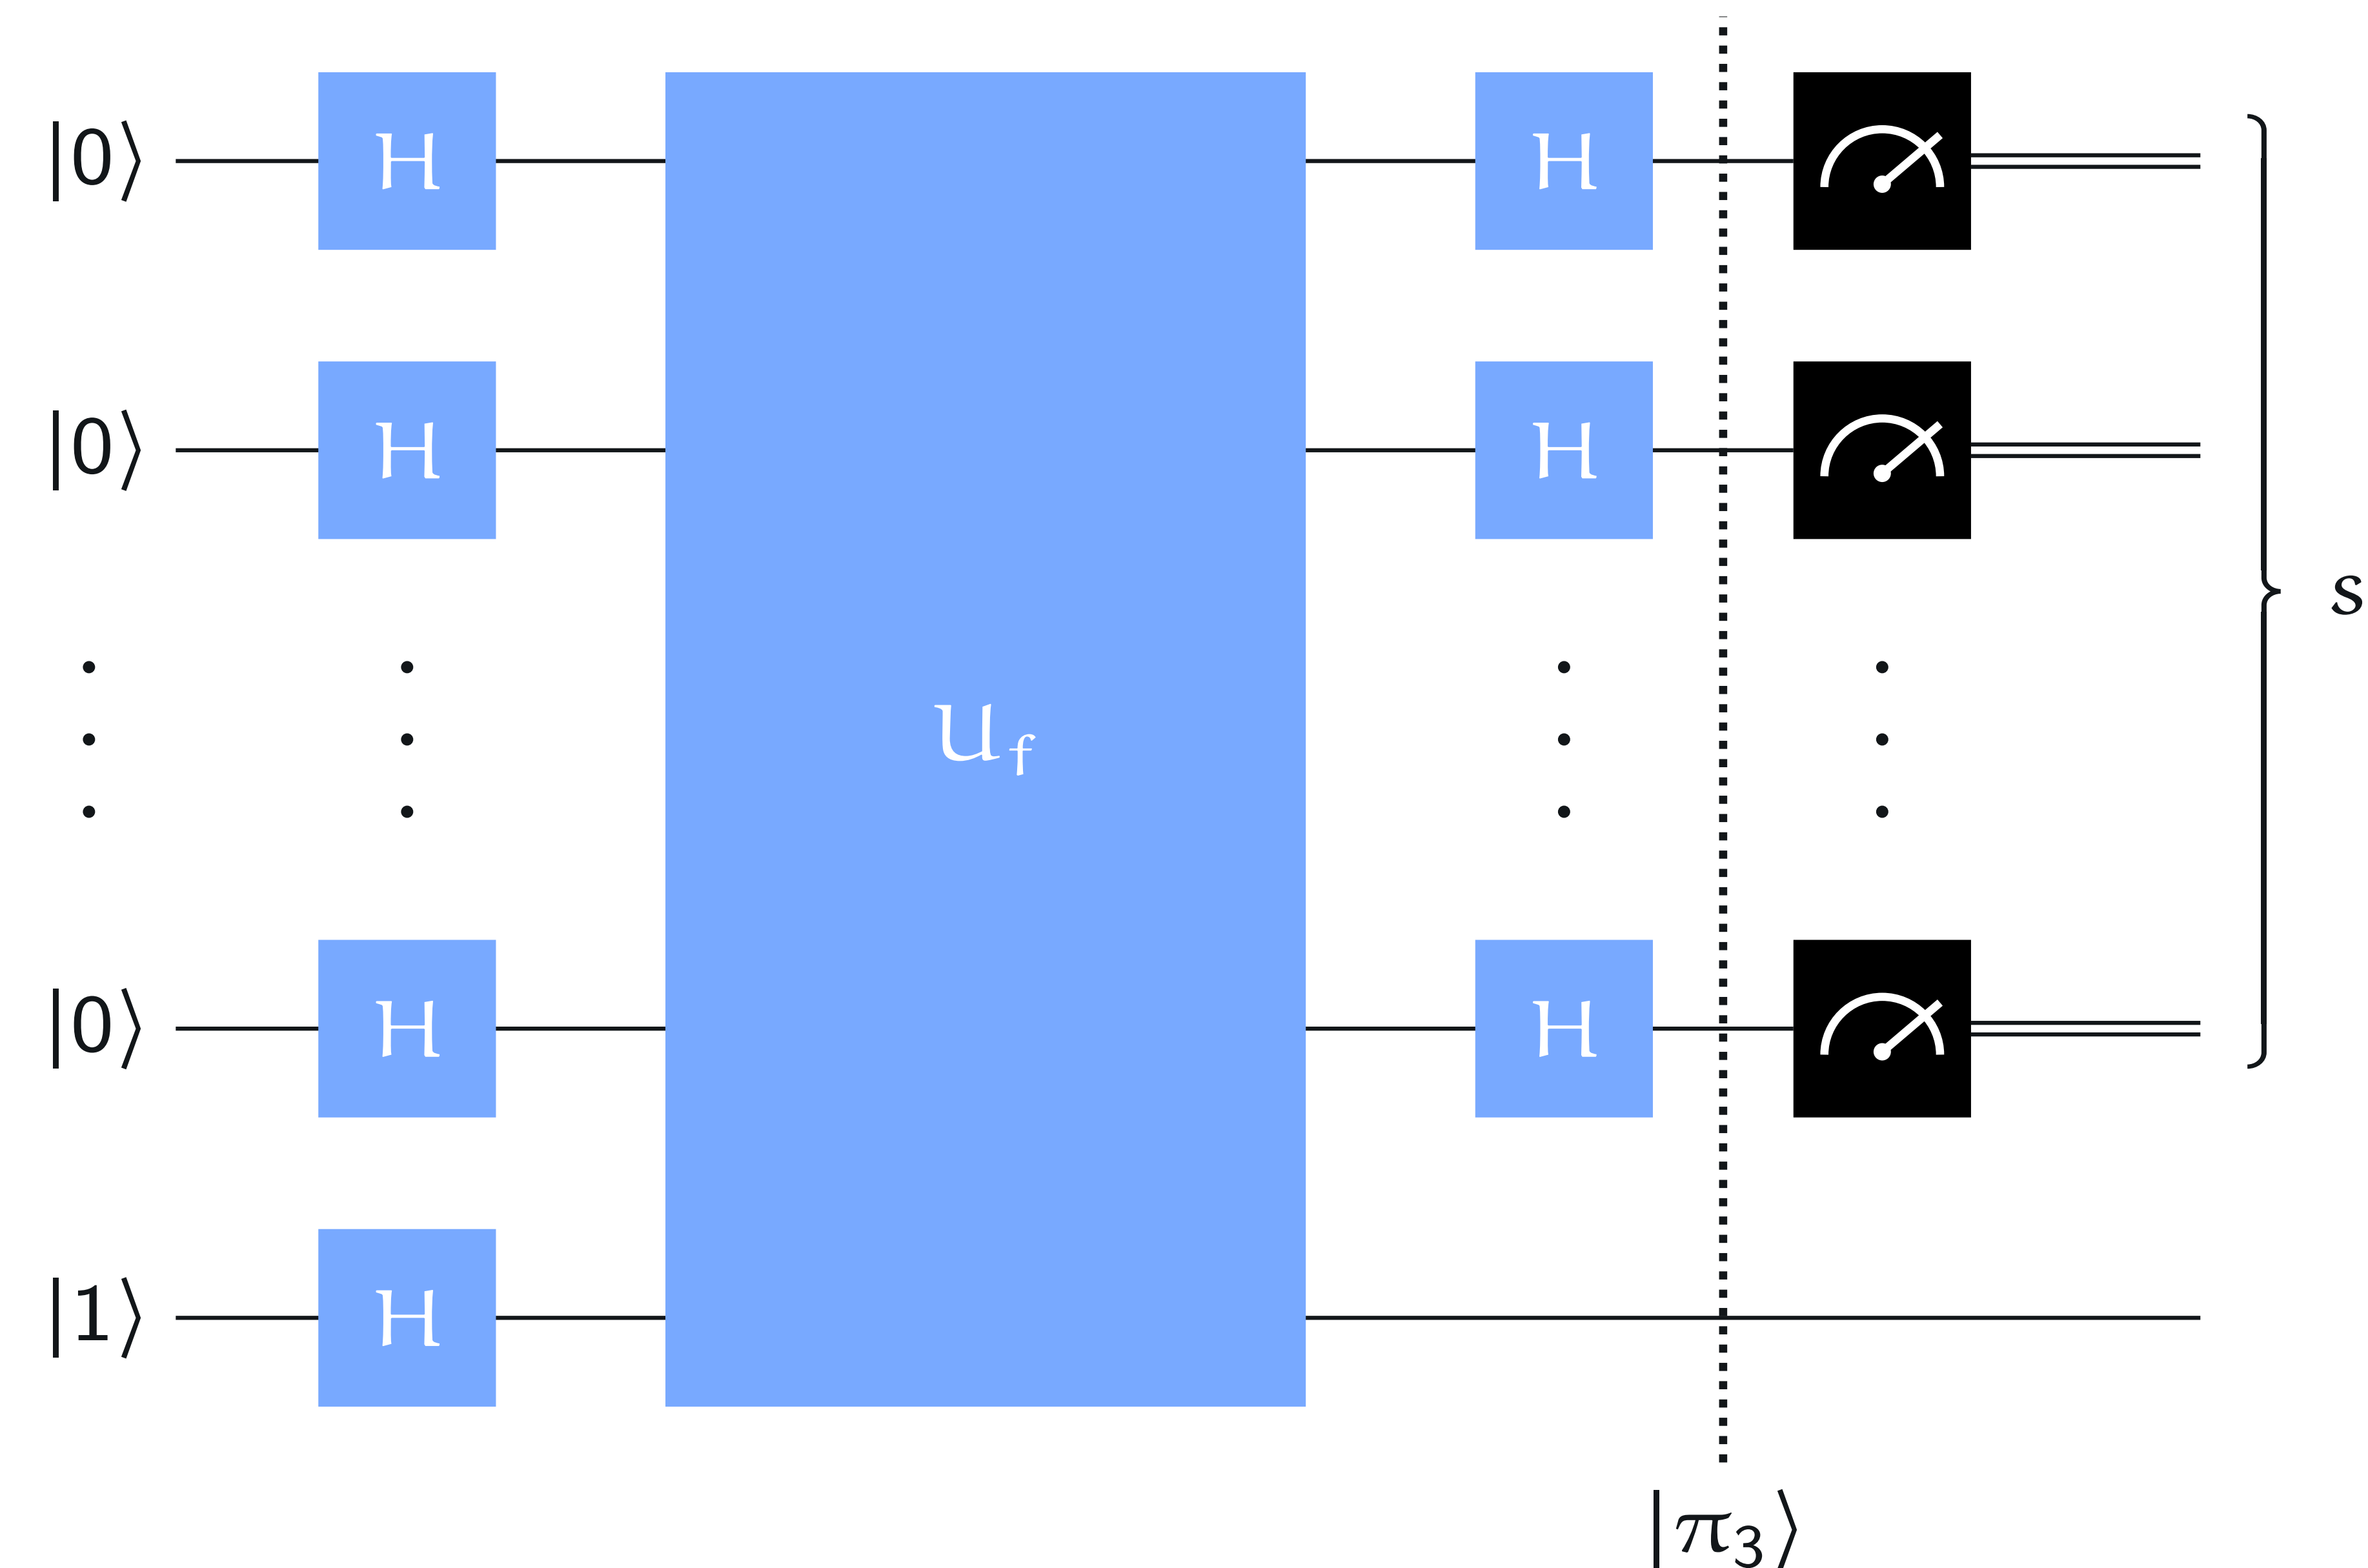 |0⟩ H H
|0⟩ H H
s
U_f
|0⟩ H H
|1⟩ H
|π₃⟩